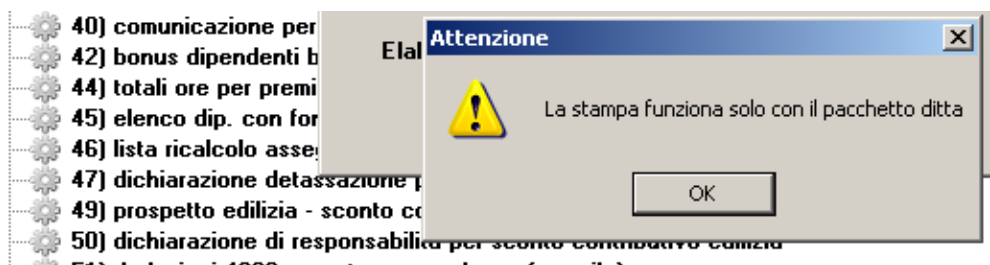 40) comunicazione per
42) bonus dipendenti b
44) totali ore per premi
45) elenco dip. con for
46) lista ricalcolo asse
47) dichiarazione detassazione p
49) prospetto edilizia - sconto co
50) dichiarazione di responsabilità per sconto contributivo edilizia
Elal
Attenzione
La stampa funziona solo con il pacchetto ditta
OK